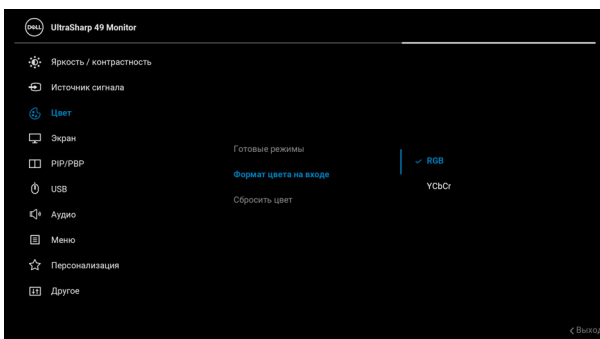 DELL UltraSharp 49 Monitor
Яркость / контрастность
Источник сигнала
Цвет
Экран
PIP/PBP
USB
Аудио
Меню
Персонализация
Другое
Готовые режимы
Формат цвета на входе
Сбросить цвет
RGB
YCbCr
Выход